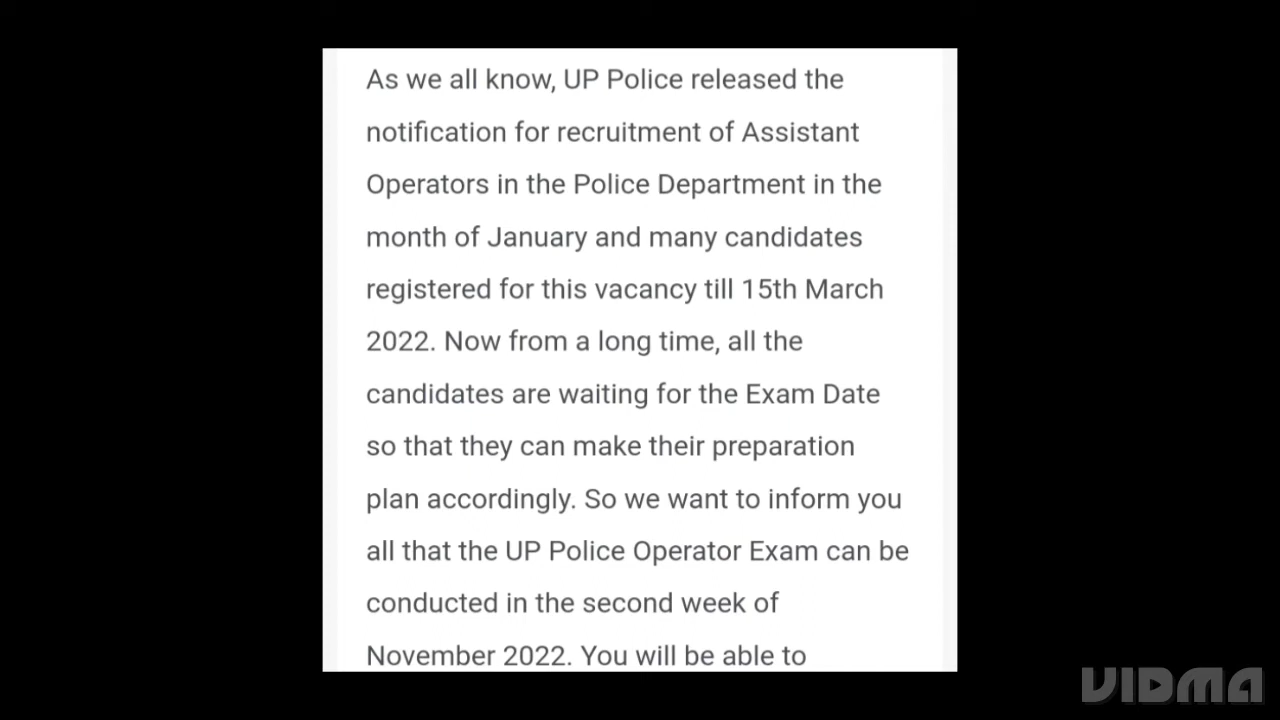 As we all know, UP Police released the
notification for recruitment of Assistant
Operators in the Police Department in the
month of January and many candidates
registered for this vacancy till 15th March
2022. Now from a long time, all the
candidates are waiting for the Exam Date
so that they can make their preparation
plan accordingly. So we want to inform you
all that the UP Police Operator Exam can be
conducted in the second week of
November 2022. You will be able to
VIDMA